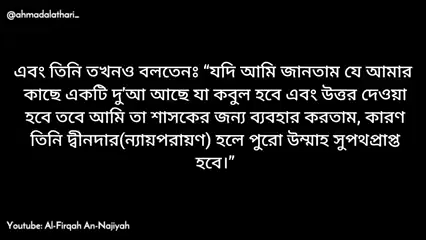 @ahmadalathari_
এবং তিনি তখনও বলতেনঃ “যদি আমি জানতাম যে আমার
কাছে একটি দু’আ আছে যা কবুল হবে এবং উত্তর দেওয়া
হবে তবে আমি তা শাসকের জন্য ব্যবহার করতাম, কারণ
তিনি দ্বীনদার(ন্যায়পরায়ণ) হলে পুরো উম্মাহ সুপথপ্রাপ্ত
হবে।”
Youtube: Al-Firqah An-Najiyah